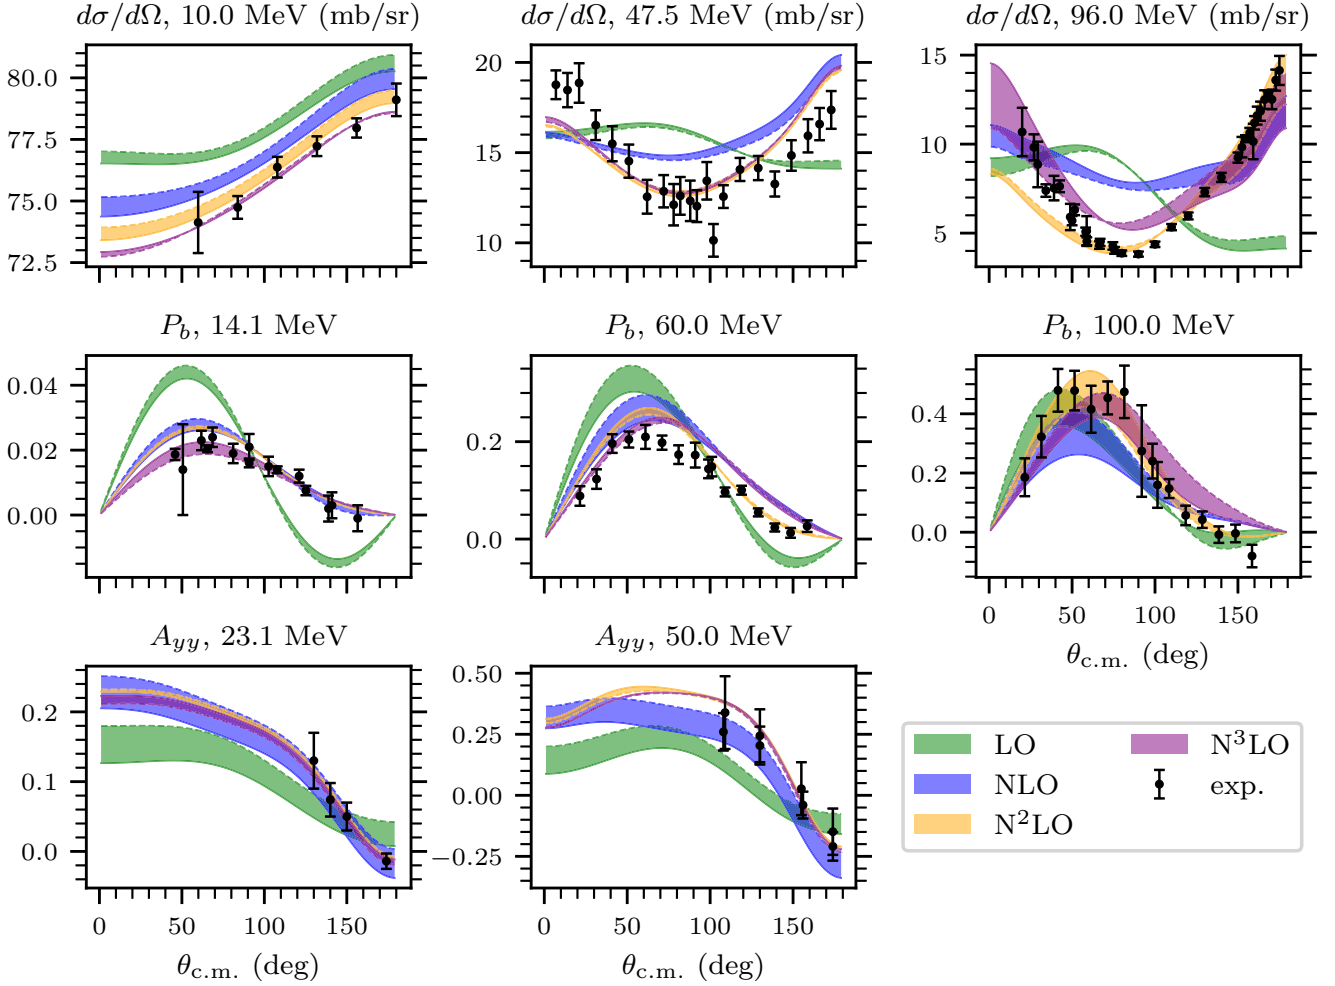 dσ/dΩ, 10.0 MeV (mb/sr)
dσ/dΩ, 47.5 MeV (mb/sr)
dσ/dΩ, 96.0 MeV (mb/sr)
80.0
77.5
75.0
72.5
20
15
10
15
10
5
P_b, 14.1 MeV
P_b, 60.0 MeV
P_b, 100.0 MeV
0.04
0.02
0.00
0.2
0.0
0.4
0.2
0.0
0 50 100 150
θ_c.m. (deg)
A_yy, 23.1 MeV
A_yy, 50.0 MeV
0.2
0.1
0.0
0.50
0.25
0.00
−0.25
0 50 100 150
0 50 100 150
θ_c.m. (deg)
θ_c.m. (deg)
LO
NLO
N²LO
N³LO
exp.